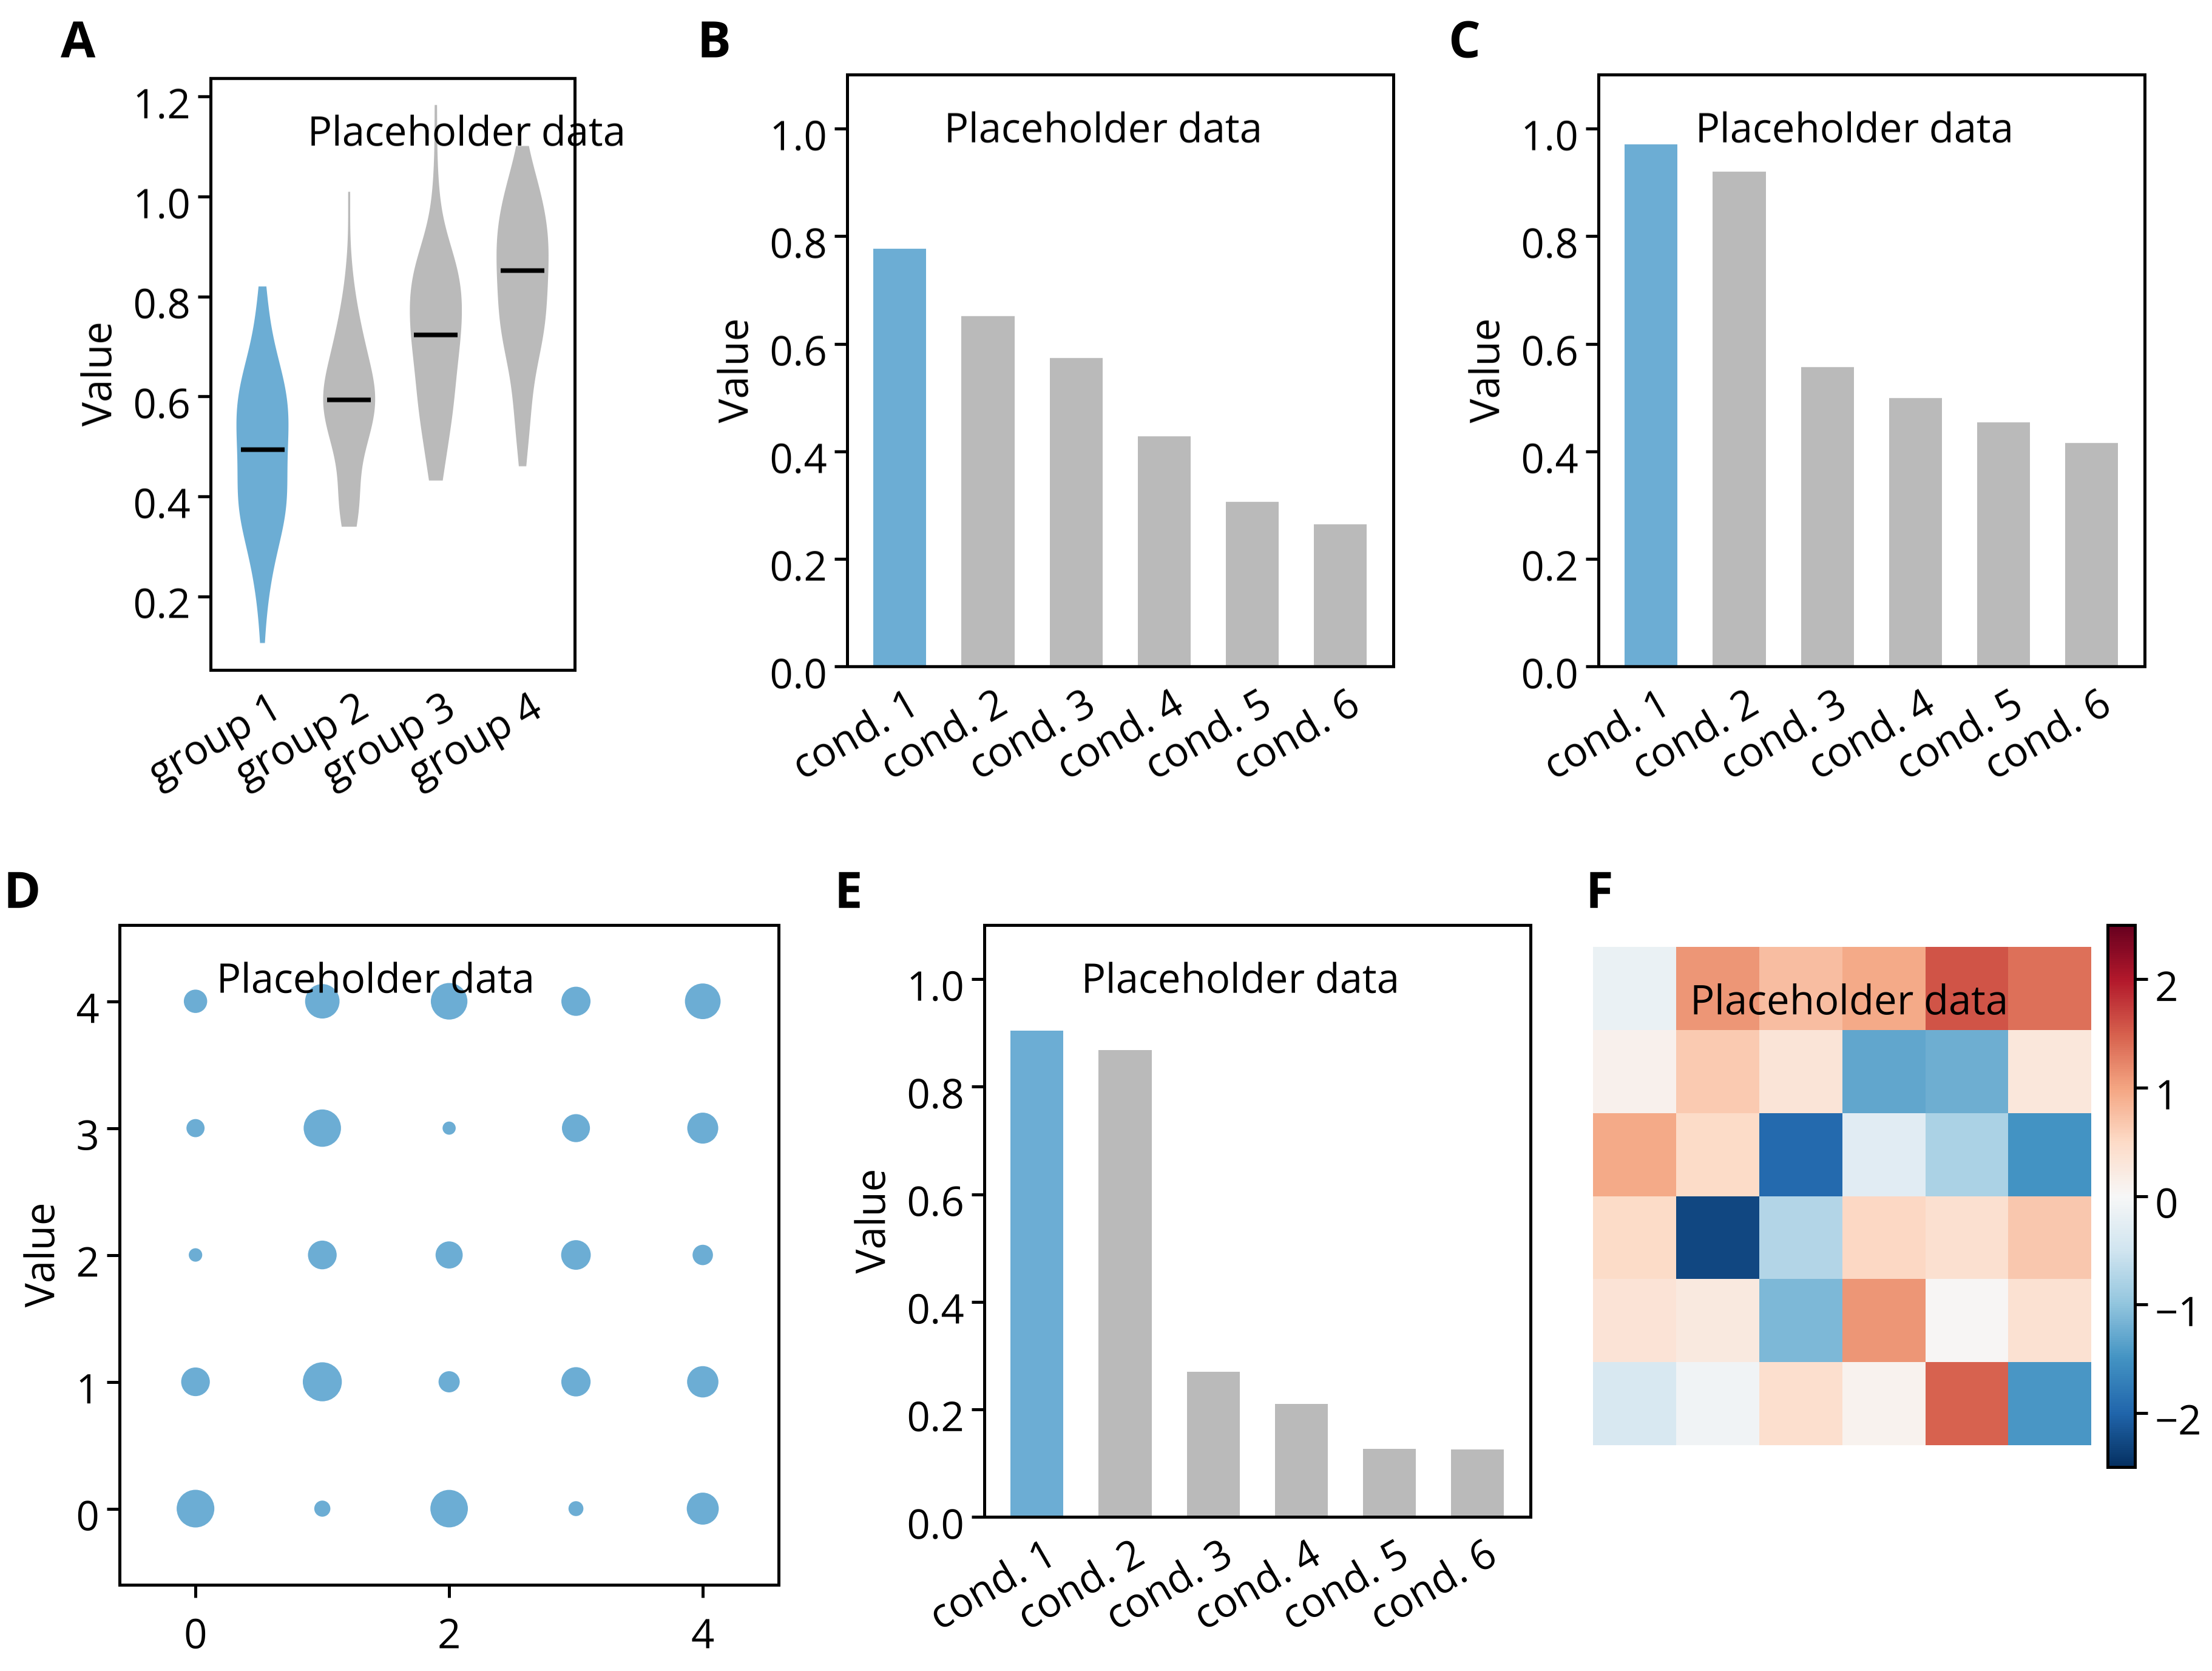 A
Placeholder data
Value
1.2
1.0
0.8
0.6
0.4
0.2
group 1
group 2
group 3
group 4
B
Placeholder data
Value
1.0
0.8
0.6
0.4
0.2
0.0
cond. 1
cond. 2
cond. 3
cond. 4
cond. 5
cond. 6
C
Placeholder data
Value
1.0
0.8
0.6
0.4
0.2
0.0
cond. 1
cond. 2
cond. 3
cond. 4
cond. 5
cond. 6
D
Placeholder data
Value
4
3
2
1
0
0
2
4
E
Placeholder data
Value
1.0
0.8
0.6
0.4
0.2
0.0
cond. 1
cond. 2
cond. 3
cond. 4
cond. 5
cond. 6
F
Placeholder data
2
1
0
−1
−2